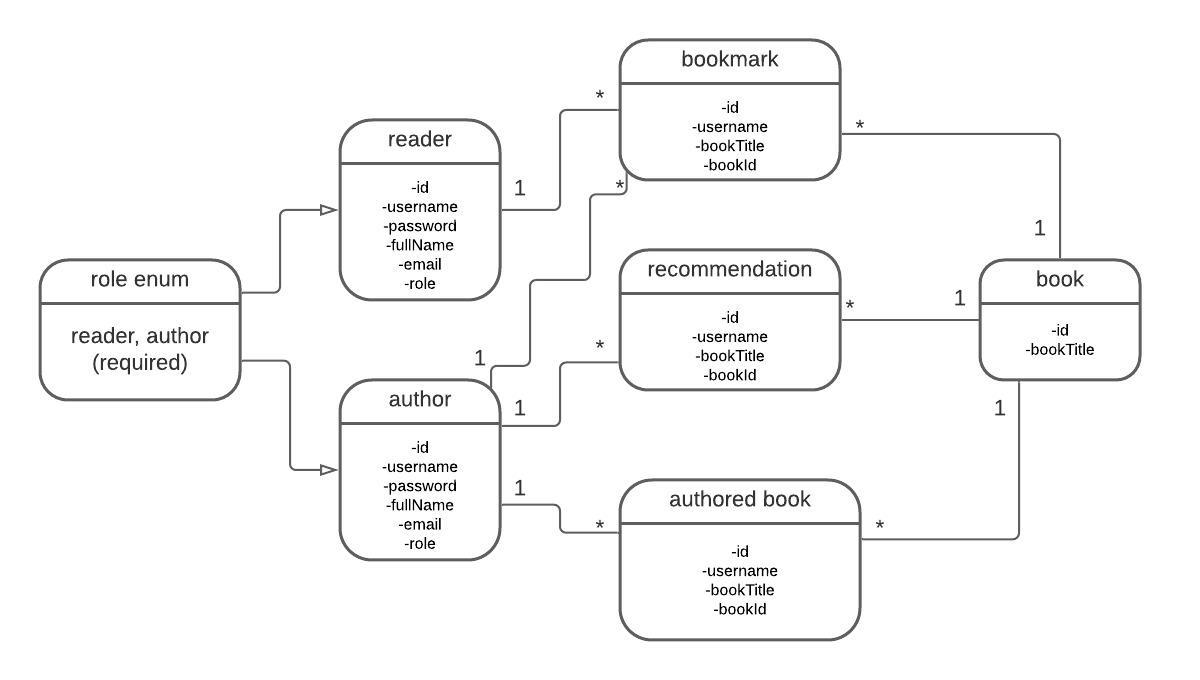 bookmark
-id
-username
-bookTitle
-bookId
*
*
*
reader
-id
-username
-password
-fullName
-email
-role
1
role enum
reader, author
(required)
recommendation
-id
-username
-bookTitle
-bookId
*
*
1
1
book
-id
-bookTitle
1
1
author
-id
-username
-password
-fullName
-email
-role
1
1
authored book
-id
-username
-bookTitle
-bookId
*
*